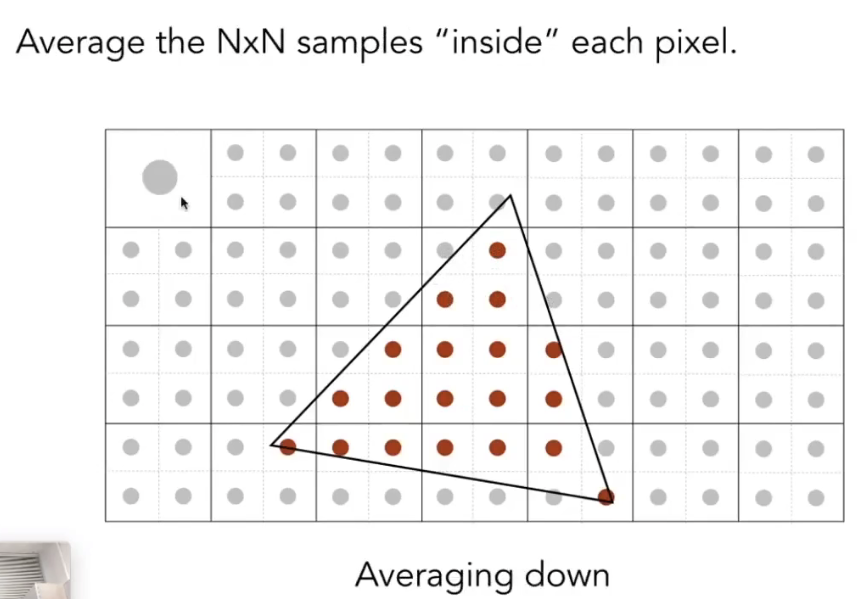 Average the NxN samples “inside” each pixel.
Averaging down